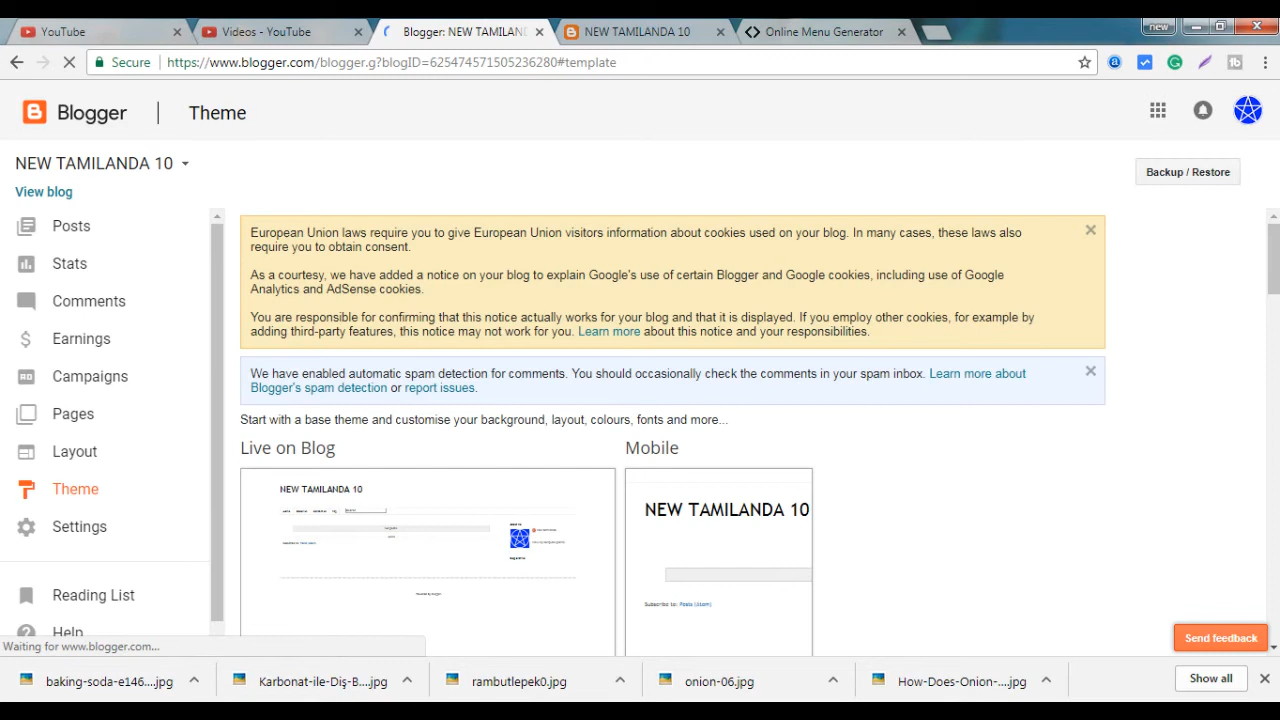 YouTube
Videos - YouTube
Blogger: NEW TAMILAN
NEW TAMILANDA 10
Online Menu Generator
new
Secure
https://www.blogger.com/blogger.g?blogID=625474571505236280#template
Blogger
Theme
NEW TAMILANDA 10
View blog
Backup / Restore
Posts
Stats
Comments
Earnings
Campaigns
Pages
Layout
Theme
Settings
Reading List
Help
European Union laws require you to give European Union visitors information about cookies used on your blog. In many cases, these laws also
require you to obtain consent.
As a courtesy, we have added a notice on your blog to explain Google's use of certain Blogger and Google cookies, including use of Google
Analytics and AdSense cookies.
You are responsible for confirming that this notice actually works for your blog and that it is displayed. If you employ other cookies, for example by
adding third-party features, this notice may not work for you. Learn more about this notice and your responsibilities.
We have enabled automatic spam detection for comments. You should occasionally check the comments in your spam inbox. Learn more about
Blogger's spam detection or report issues.
Start with a base theme and customise your background, layout, colours, fonts and more...
Live on Blog
Mobile
NEW TAMILANDA 10
NEW TAMILANDA 10
Subscribe to: Posts (Atom)
Send feedback
Waiting for www.blogger.com...
baking-soda-e146....jpg
Karbonat-ile-Diş-B....jpg
rambutlepek0.jpg
onion-06.jpg
How-Does-Onion-....jpg
Show all